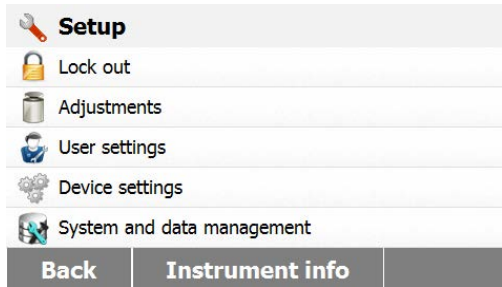 Setup
Lock out
Adjustments
User settings
Device settings
System and data management
Back Instrument info